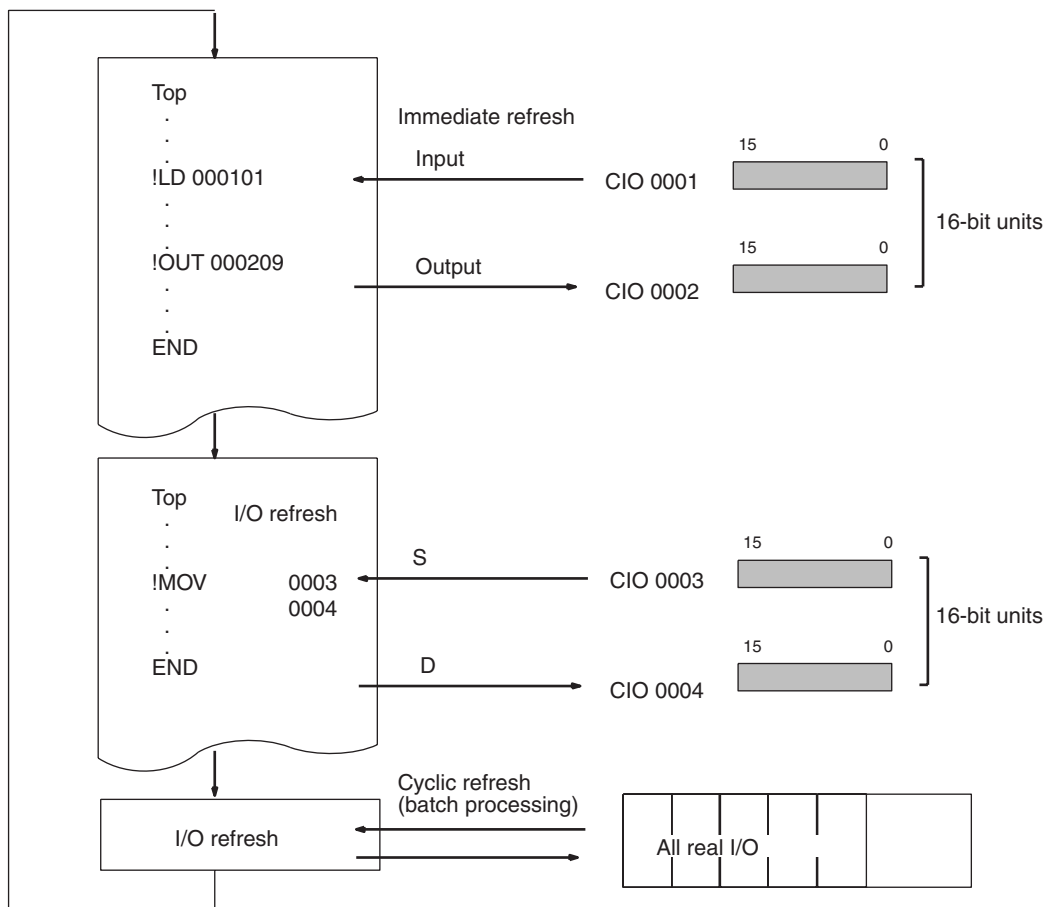 Top
.
.
.
!LD 000101
.
.
.
!OUT 000209
.
.
.
END
Immediate refresh
Input
Output
15 0
CIO 0001
15 0
CIO 0002
16-bit units
Top
.
.
.
I/O refresh
!MOV 0003
0004
.
.
.
END
S
D
15 0
CIO 0003
15 0
CIO 0004
16-bit units
Cyclic refresh
(batch processing)
I/O refresh
All real I/O